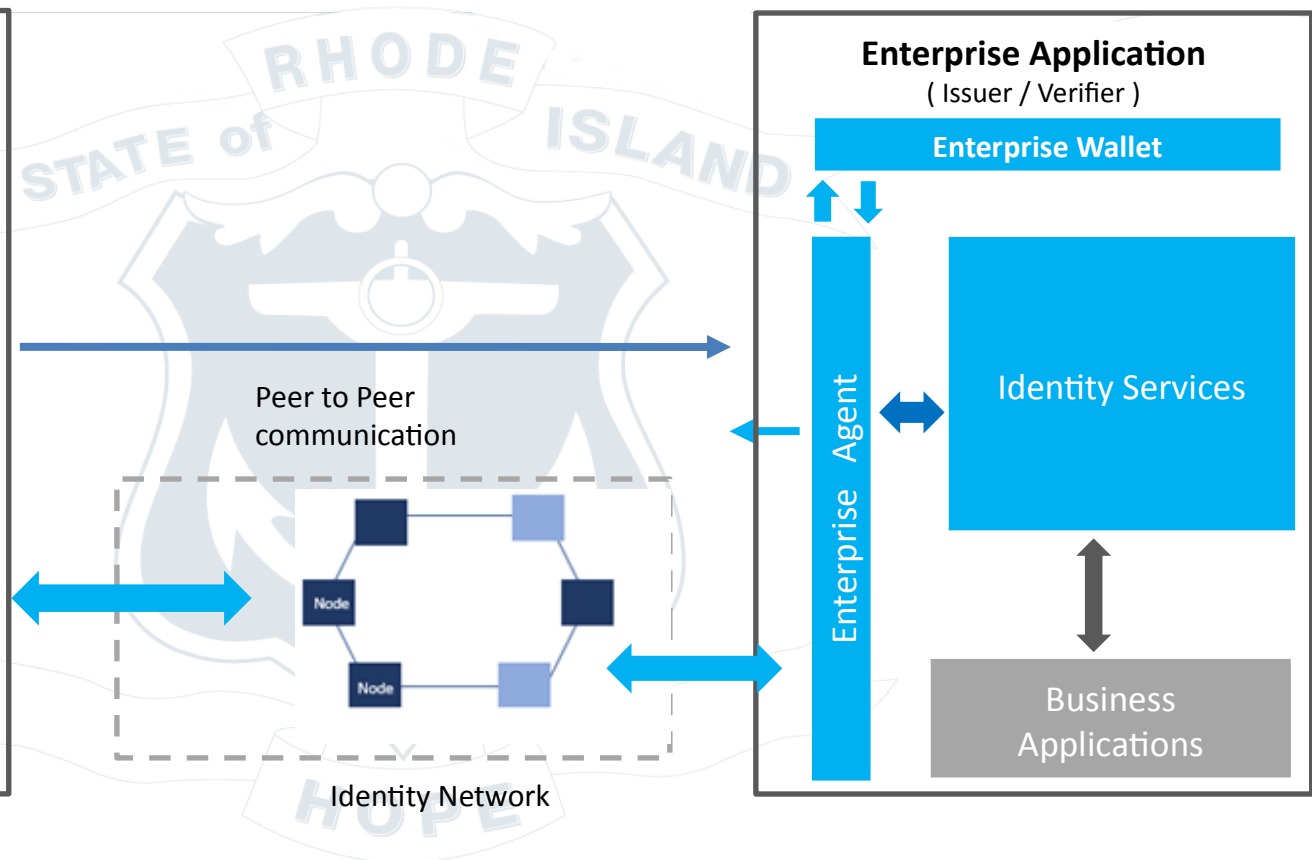 RHODE
STATE of
ISLAND
Enterprise Application
( Issuer / Verifier )
Enterprise Wallet
Peer to Peer
communication
Enterprise Agent
Identity Services
Node
Node
Business
Applications
Identity Network
HOPE